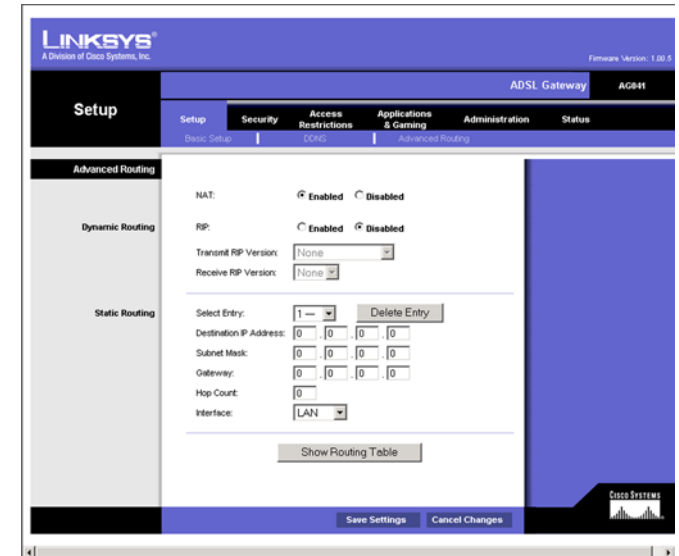 LINKSYS®
A Division of Cisco Systems, Inc.
Firmware Version: 1.00.5
ADSL Gateway AG041
Setup
Setup Security Access Restrictions Applications & Gaming Administration Status
Basic Setup DDNS Advanced Routing
Advanced Routing
NAT: Enabled Disabled
Dynamic Routing RIP: Enabled Disabled
Transmit RIP Version: None
Receive RIP Version: None
Static Routing Select Entry: 1 — Delete Entry
Destination IP Address: 0 . 0 . 0 . 0
Subnet Mask: 0 . 0 . 0 . 0
Gateway: 0 . 0 . 0 . 0
Hop Count: 0
Interface: LAN
Show Routing Table
CISCO SYSTEMS
Save Settings Cancel Changes